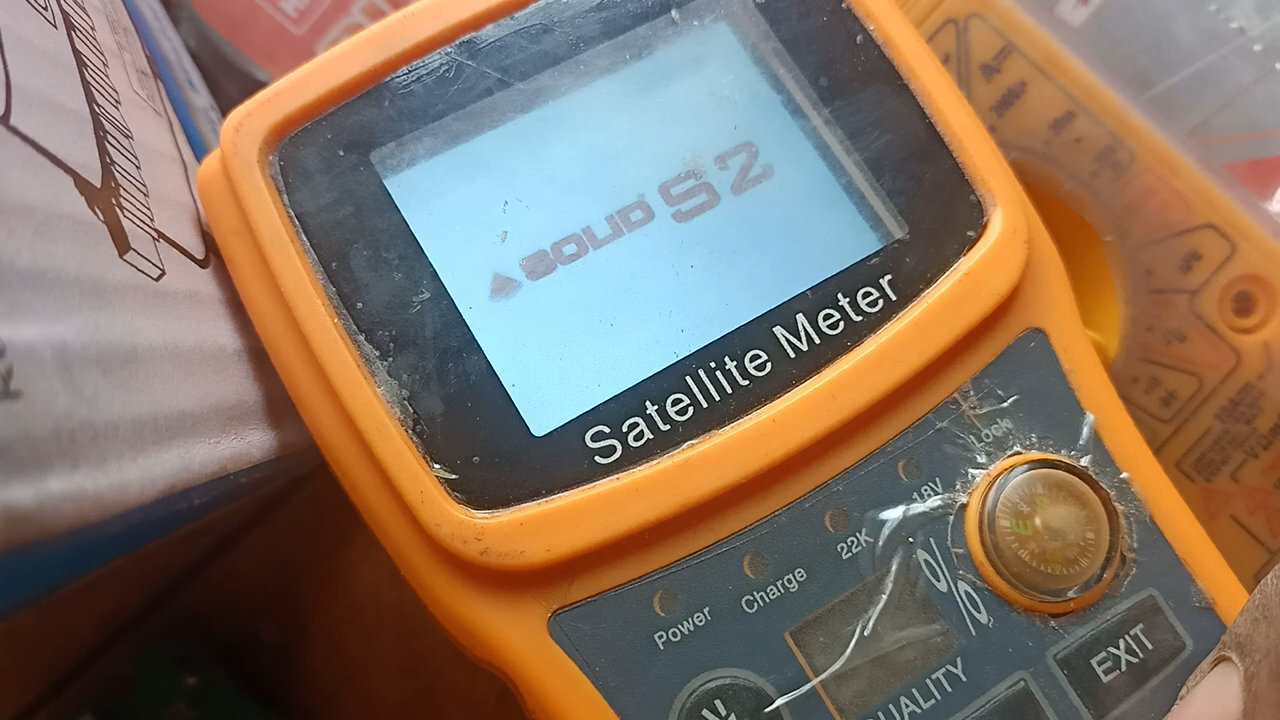 SOLID S2
Satellite Meter
Lock
18V
22K
Charge
Power
%
QUALITY
EXIT